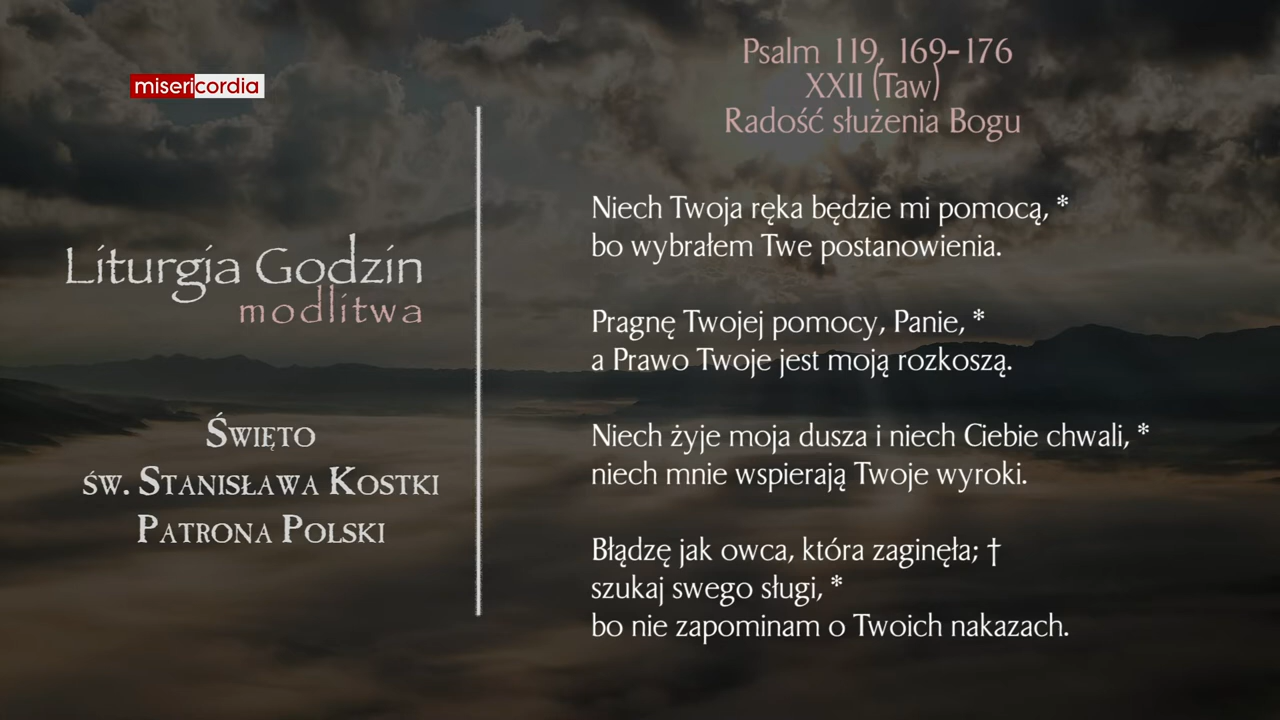 misericordia
Liturgia Godzin
modlitwa
Święto
św. Stanisława Kostki
Patrona Polski
Psalm 119, 169-176
XXII (Taw)
Radość służenia Bogu
Niech Twoja ręka będzie mi pomocą, *
bo wybrałem Twe postanowienia.
Pragnę Twojej pomocy, Panie, *
a Prawo Twoje jest moją rozkoszą.
Niech żyje moja dusza i niech Ciebie chwali, *
niech mnie wspierają Twoje wyroki.
Błądzę jak owca, która zaginęła; †
szukaj swego sługi, *
bo nie zapominam o Twoich nakazach.